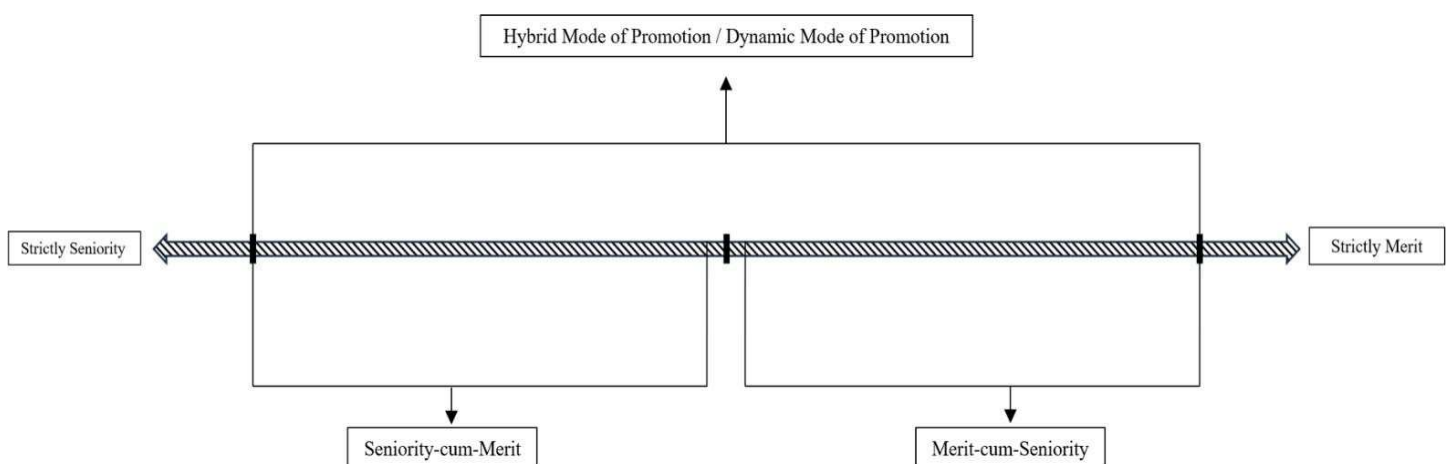 Hybrid Mode of Promotion / Dynamic Mode of Promotion
Strictly Seniority
Strictly Merit
Seniority-cum-Merit
Merit-cum-Seniority